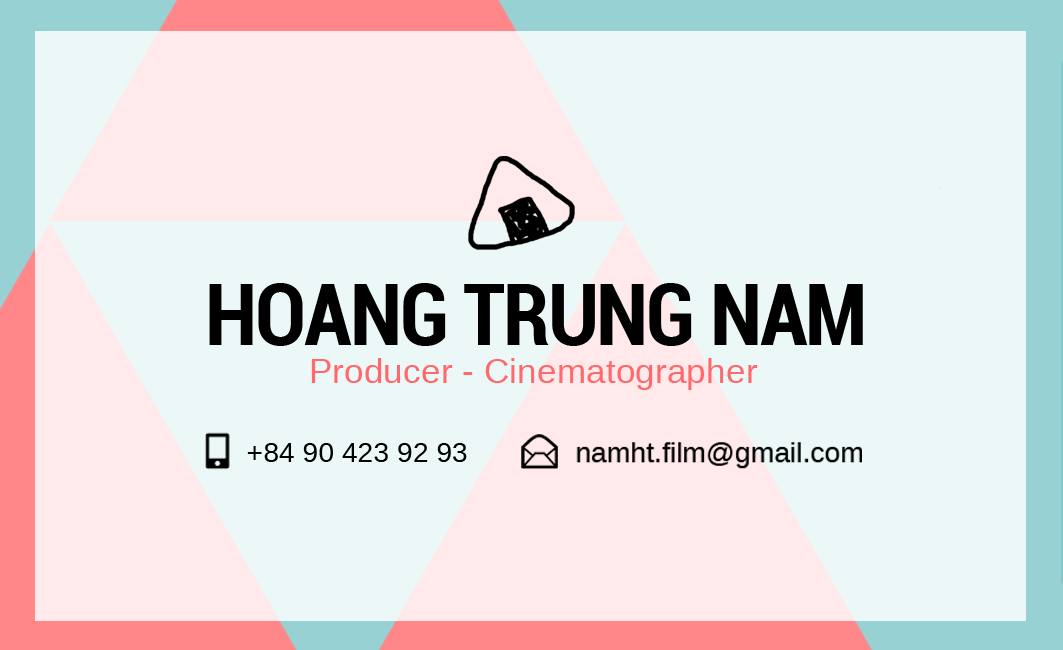 HOANG TRUNG NAM
Producer - Cinematographer
+84 90 423 92 93 namht.film@gmail.com